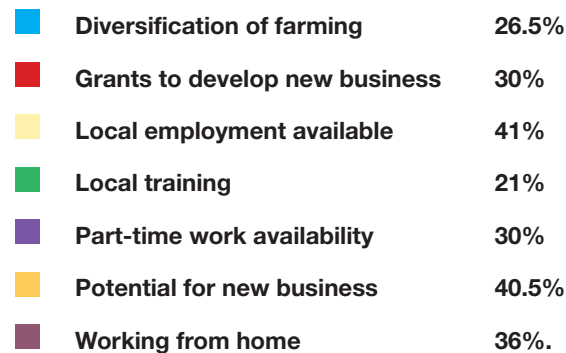 Diversification of farming 26.5%
Grants to develop new business 30%
Local employment available 41%
Local training 21%
Part-time work availability 30%
Potential for new business 40.5%
Working from home 36%.